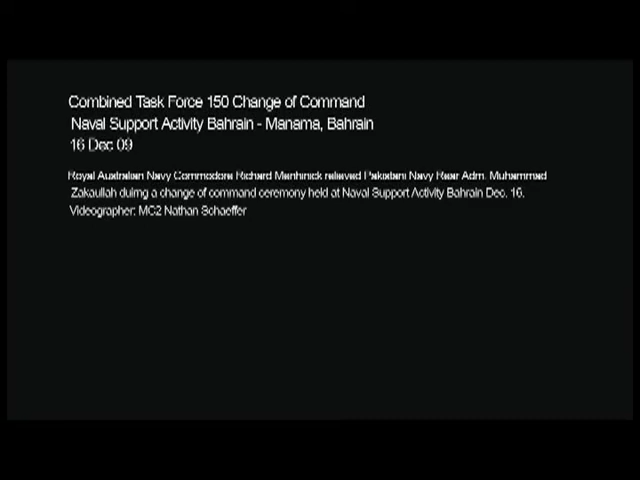 Combined Task Force 150 Change of Command
Naval Support Activity Bahrain - Manama, Bahrain
16 Dec 09
Royal Australian Navy Commodore Richard Menhinick relieved Pakistani Navy Rear Adm. Muhammad
Zakaullah duirng a change of command ceremony held at Naval Support Activity Bahrain Dec. 16.
Videographer: MC2 Nathan Schaeffer